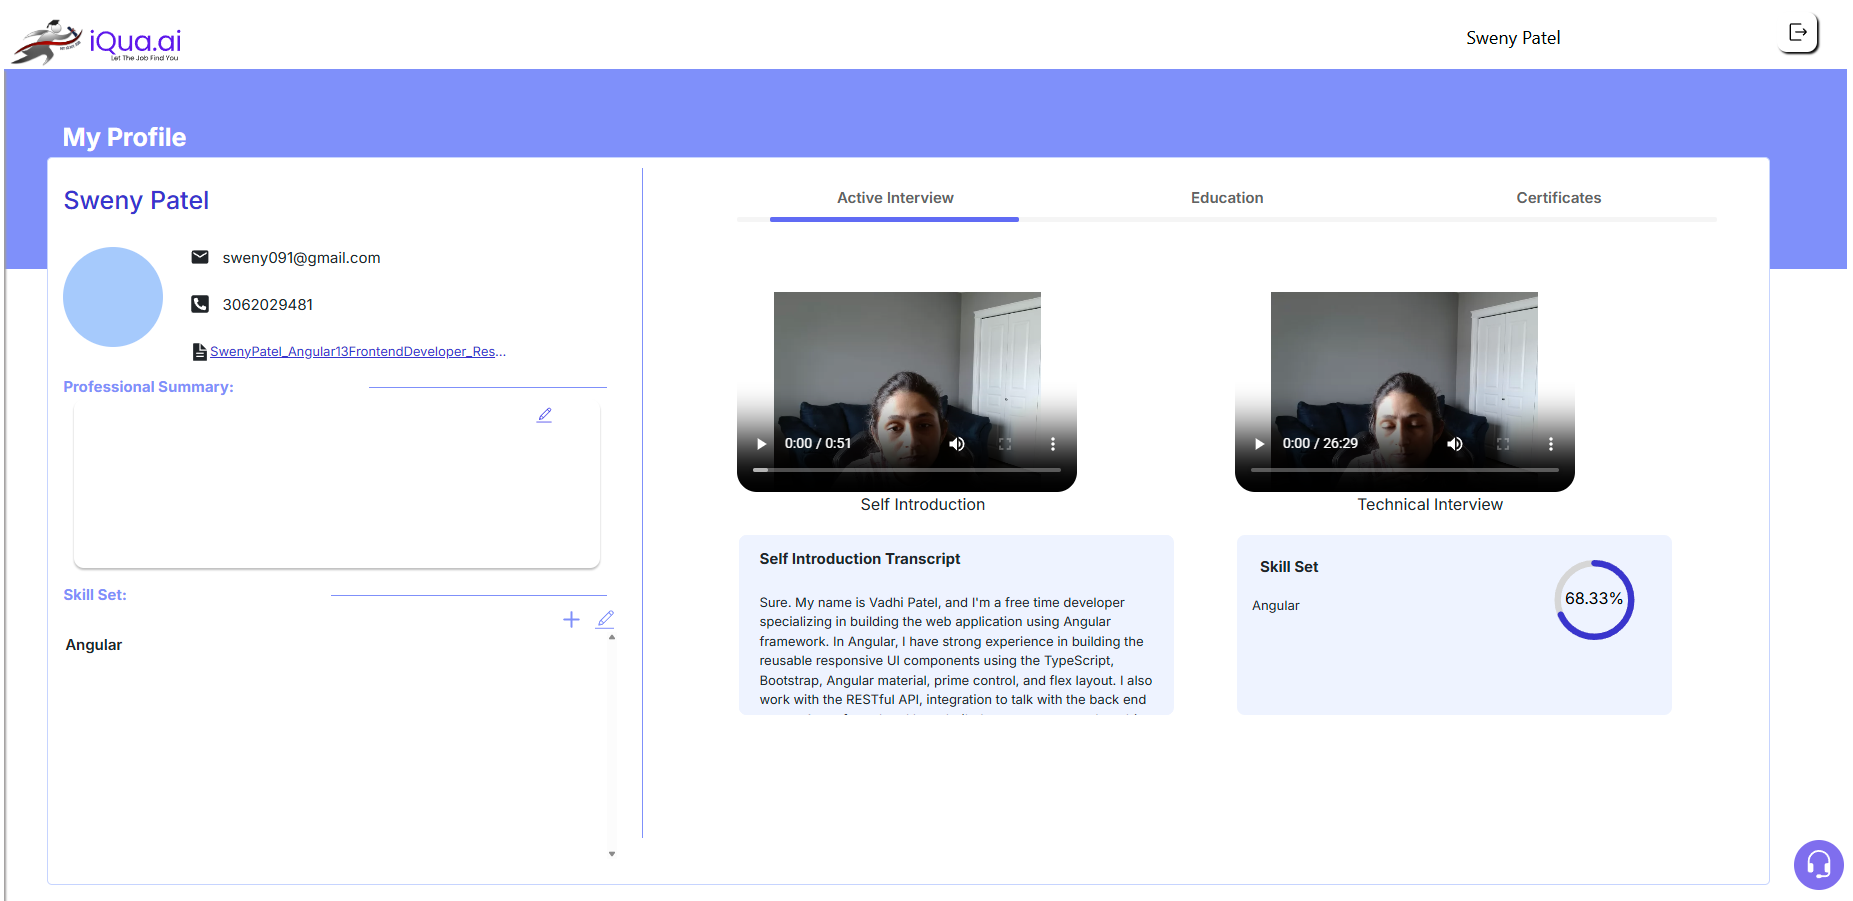 iQua.ai
Let The Job Find You
Sweny Patel
My Profile
Sweny Patel
sweny091@gmail.com
3062029481
SwenyPatel_Angular13FrontendDeveloper_Res...
Professional Summary:
Skill Set:
Angular
Active Interview
Education
Certificates
0:00 / 0:51
Self Introduction
0:00 / 26:29
Technical Interview
Self Introduction Transcript
Sure. My name is Vadhi Patel, and I'm a free time developer
specializing in building the web application using Angular
framework. In Angular, I have strong experience in building the
reusable responsive UI components using the TypeScript,
Bootstrap, Angular material, prime control, and flex layout. I also
work with the RESTful API, integration to talk with the back end
Skill Set
Angular
68.33%